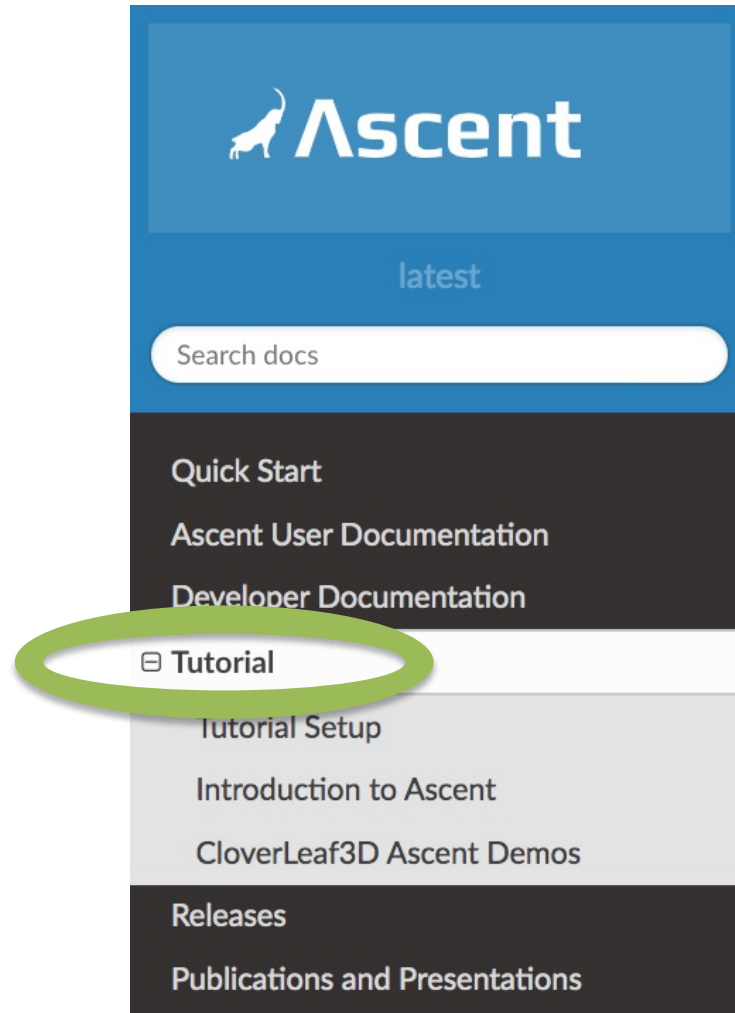 Ascent
latest
Search docs
Quick Start
Ascent User Documentation
Developer Documentation
Tutorial
Tutorial Setup
Introduction to Ascent
CloverLeaf3D Ascent Demos
Releases
Publications and Presentations